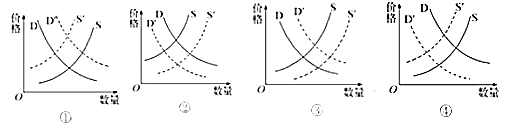 价格 D D' S' S O 数量 ①
价格 D' D S S' O 数量 ②
价格 D D' S S' O 数量 ③
价格 D' D S' S O 数量 ④